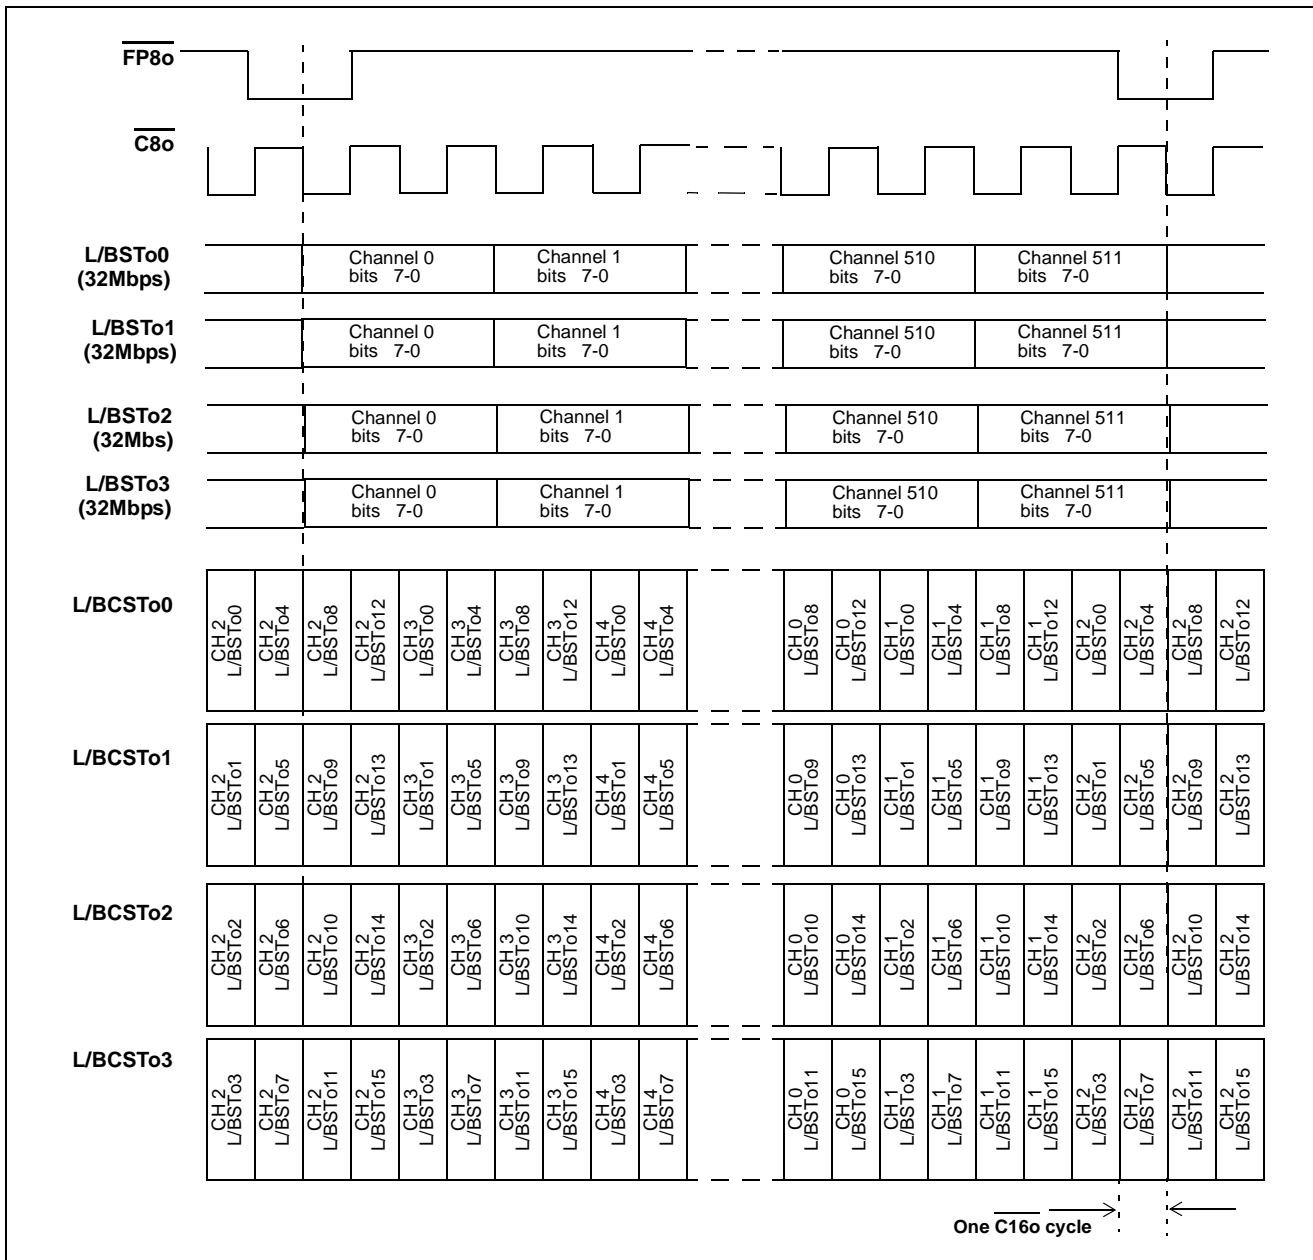 FP8o
C8o
L/BSTo0
(32Mbps)
Channel 0
bits 7-0
Channel 1
bits 7-0
Channel 510
bits 7-0
Channel 511
bits 7-0
L/BSTo1
(32Mbps)
Channel 0
bits 7-0
Channel 1
bits 7-0
Channel 510
bits 7-0
Channel 511
bits 7-0
L/BSTo2
(32Mbs)
Channel 0
bits 7-0
Channel 1
bits 7-0
Channel 510
bits 7-0
Channel 511
bits 7-0
L/BSTo3
(32Mbps)
Channel 0
bits 7-0
Channel 1
bits 7-0
Channel 510
bits 7-0
Channel 511
bits 7-0
L/BCSTo0
CH 2
L/BSTo0
CH 2
L/BSTo4
CH 2
L/BSTo8
CH 2
L/BSTo12
CH 3
L/BSTo0
CH 3
L/BSTo4
CH 3
L/BSTo8
CH 3
L/BSTo12
CH 4
L/BSTo0
CH 4
L/BSTo4
CH 0
L/BSTo8
CH 0
L/BSTo12
CH 1
L/BSTo0
CH 1
L/BSTo4
CH 1
L/BSTo8
CH 1
L/BSTo12
CH 2
L/BSTo0
CH 2
L/BSTo4
CH 2
L/BSTo8
CH 2
L/BSTo12
L/BCSTo1
CH 2
L/BSTo1
CH 2
L/BSTo5
CH 2
L/BSTo9
CH 2
L/BSTo13
CH 3
L/BSTo1
CH 3
L/BSTo5
CH 3
L/BSTo9
CH 3
L/BSTo13
CH 4
L/BSTo1
CH 4
L/BSTo5
CH 0
L/BSTo9
CH 0
L/BSTo13
CH 1
L/BSTo1
CH 1
L/BSTo5
CH 1
L/BSTo9
CH 1
L/BSTo13
CH 2
L/BSTo1
CH 2
L/BSTo5
CH 2
L/BSTo9
CH 2
L/BSTo13
L/BCSTo2
CH 2
L/BSTo2
CH 2
L/BSTo6
CH 2
L/BSTo10
CH 2
L/BSTo14
CH 3
L/BSTo2
CH 3
L/BSTo6
CH 3
L/BSTo10
CH 3
L/BSTo14
CH 4
L/BSTo2
CH 4
L/BSTo6
CH 0
L/BSTo10
CH 0
L/BSTo14
CH 1
L/BSTo2
CH 1
L/BSTo6
CH 1
L/BSTo10
CH 1
L/BSTo14
CH 2
L/BSTo2
CH 2
L/BSTo6
CH 2
L/BSTo10
CH 2
L/BSTo14
L/BCSTo3
CH 2
L/BSTo3
CH 2
L/BSTo7
CH 2
L/BSTo11
CH 2
L/BSTo15
CH 3
L/BSTo3
CH 3
L/BSTo7
CH 3
L/BSTo11
CH 3
L/BSTo15
CH 4
L/BSTo3
CH 4
L/BSTo7
CH 0
L/BSTo11
CH 0
L/BSTo15
CH 1
L/BSTo3
CH 1
L/BSTo7
CH 1
L/BSTo11
CH 1
L/BSTo15
CH 2
L/BSTo3
CH 2
L/BSTo7
CH 2
L/BSTo11
CH 2
L/BSTo15
One C16o cycle